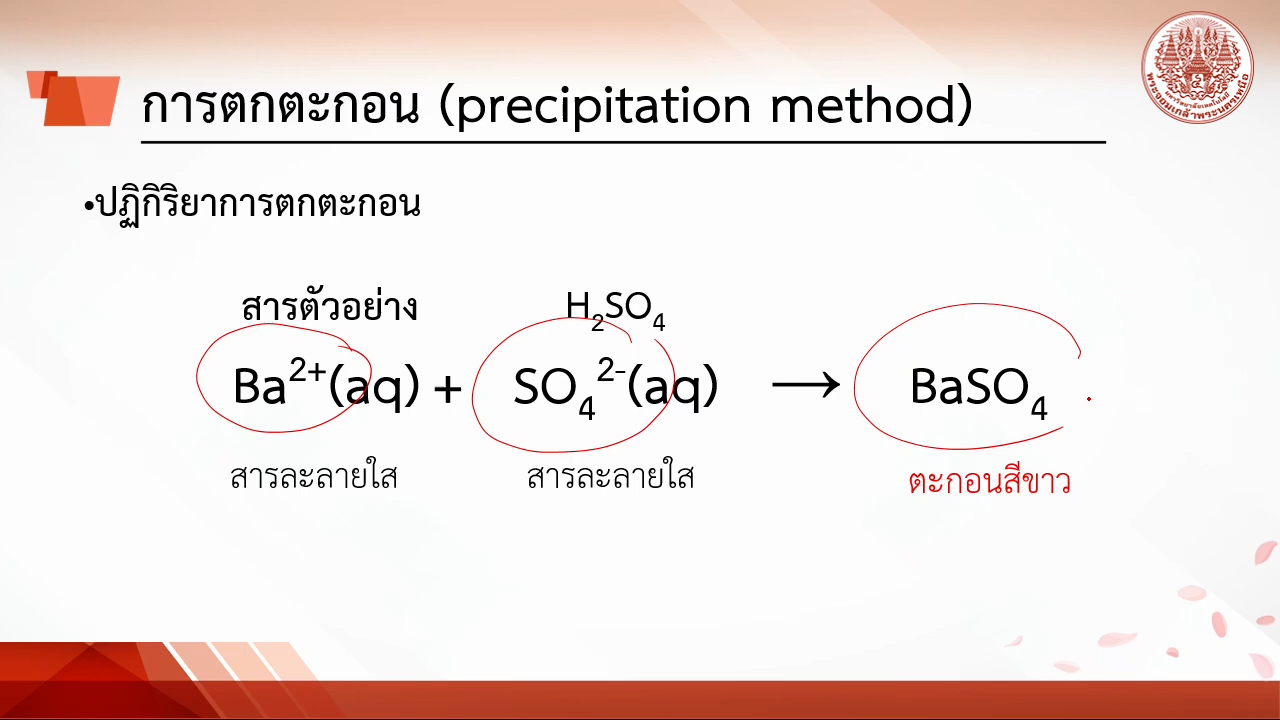 การตกตะกอน (precipitation method)
•ปฏิกิริยาการตกตะกอน
สารตัวอย่าง H₂SO₄
Ba²⁺(aq) + SO₄²⁻(aq) → BaSO₄
สารละลายใส สารละลายใส ตะกอนสีขาว